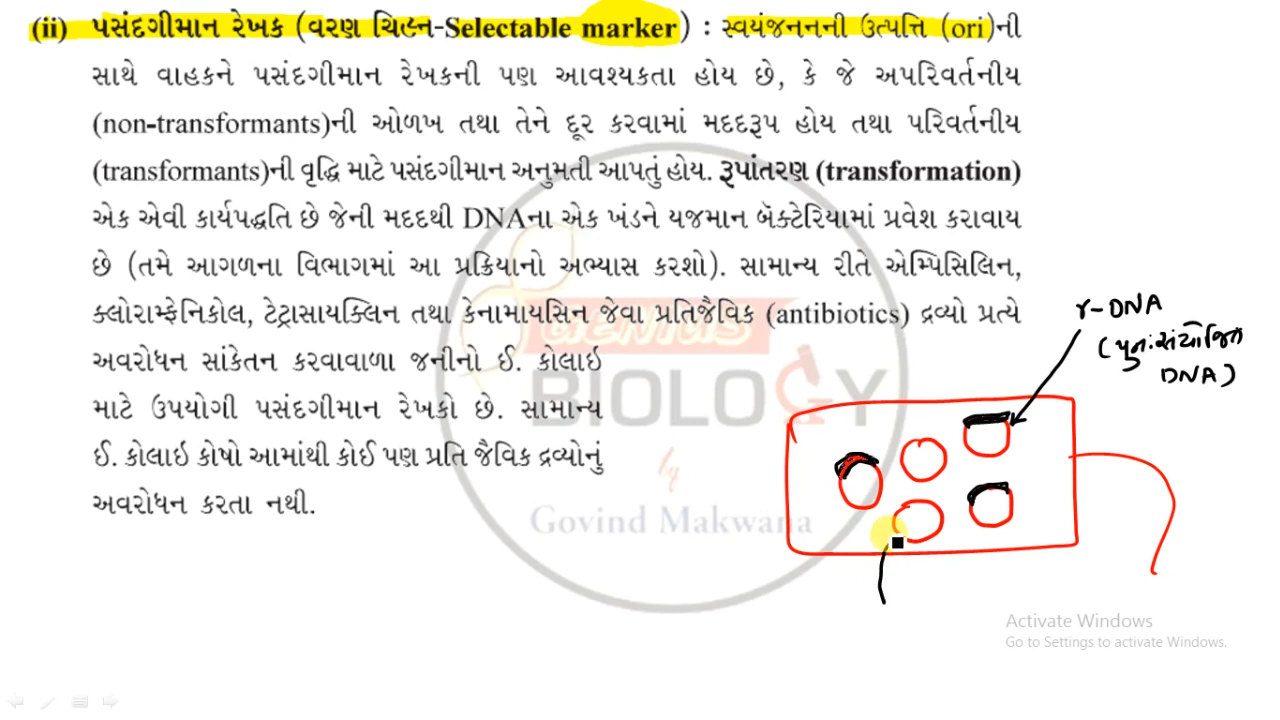 (ii) પસંદગીમાન રેખક (વરણ ચિહ્ન-Selectable marker) : સ્વયંજનનની ઉત્પત્તિ (ori)ની
સાથે વાહકને પસંદગીમાન રેખકની પણ આવશ્યકતા હોય છે, કે જે અપરિવર્તનીય
(non-transformants)ની ઓળખ તથા તેને દૂર કરવામાં મદદરૂપ હોય તથા પરિવર્તનીય
(transformants)ની વૃદ્ધિ માટે પસંદગીમાન અનુમતી આપતું હોય. રૂપાંતરણ (transformation)
એક એવી કાર્યપદ્ધતિ છે જેની મદદથી DNAના એક ખંડને યજમાન બૅક્ટેરિયામાં પ્રવેશ કરાવાય
છે (તમે આગળના વિભાગમાં આ પ્રક્રિયાનો અભ્યાસ કરશો). સામાન્ય રીતે એમ્પિસિલિન,
ક્લોરામ્ફેનિકોલ, ટેટ્રાસાયક્લિન તથા કેનામાયસિન જેવા પ્રતિજૈવિક (antibiotics) દ્રવ્યો પ્રત્યે
અવરોધન સાંકેતન કરવાવાળા જનીનો ઈ. કોલાઇ
માટે ઉપયોગી પસંદગીમાન રેખકો છે. સામાન્ય
ઈ. કોલાઇ કોષો આમાંથી કોઈ પણ પ્રતિ જૈવિક દ્રવ્યોનું
અવરોધન કરતા નથી.
r-DNA
(પુનઃસંયોજિત
DNA)
GENIUS
BIOLOGY
by
Govind Makwana
Activate Windows
Go to Settings to activate Windows.